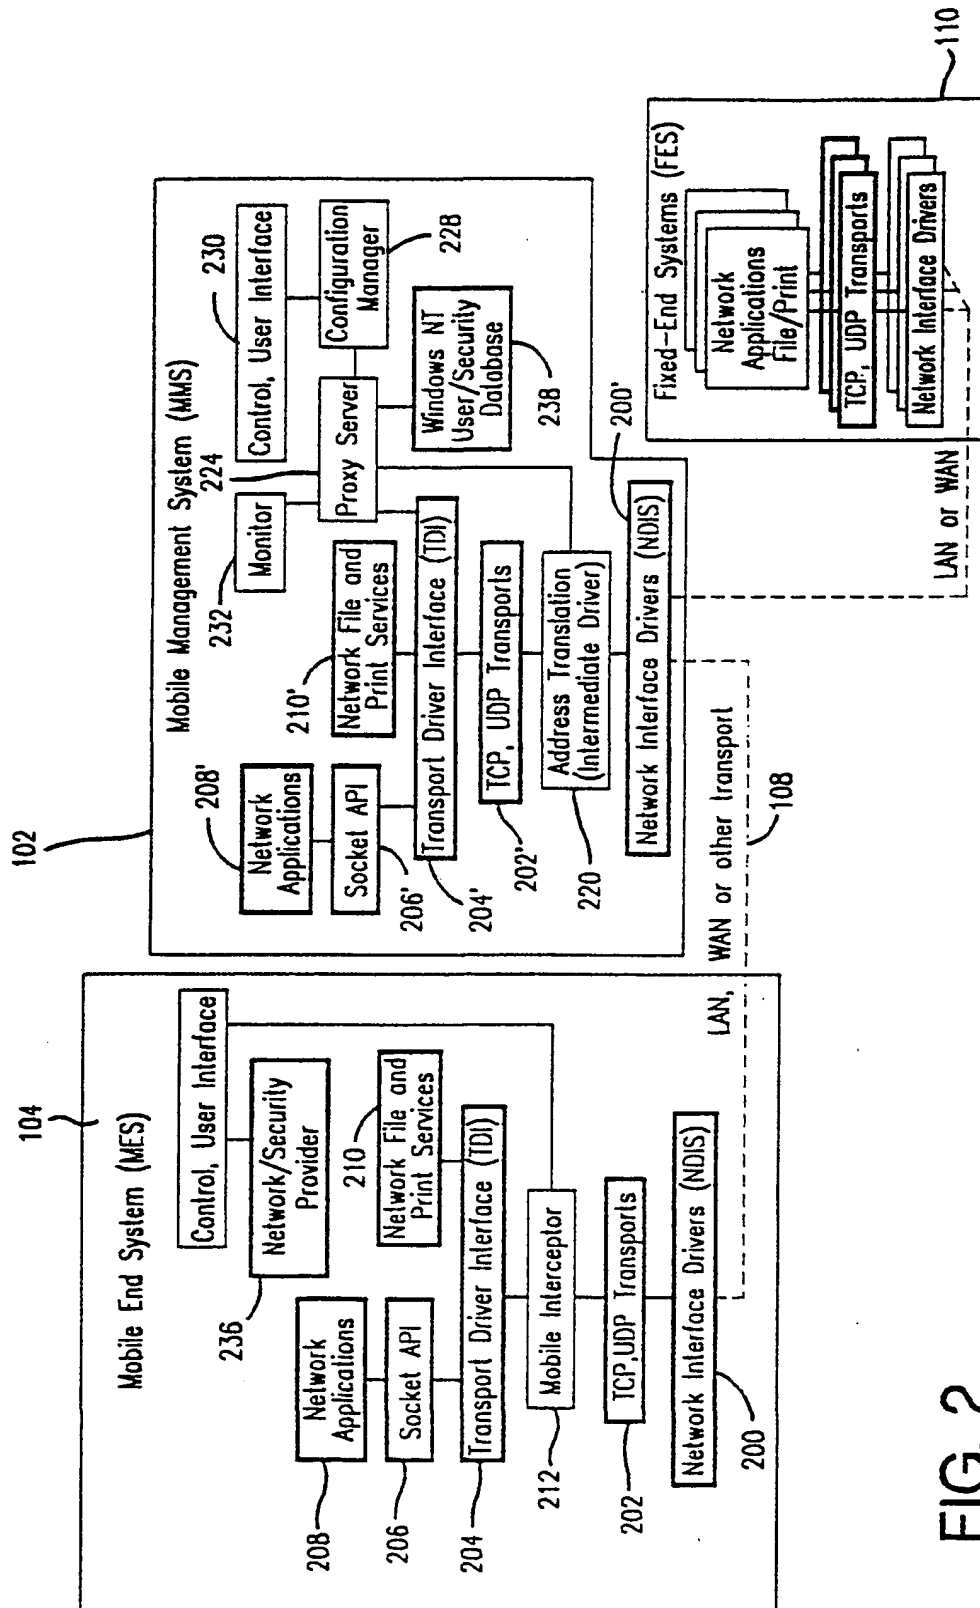 104
Mobile End System (MES)
Control, User Interface
Network/Security
Provider
236
Network
Applications
208
210
Network File and
Print Services
Socket API
206
Transport Driver Interface (TDI)
204
Mobile Interceptor
212
TCP,UDP Transports
202
Network Interface Drivers (NDIS)
200
LAN, WAN or other transport
108
102
Mobile Management System (MMS)
232
Monitor
224
230
Control, User Interface
Proxy Server
Configuration
Manager
228
Windows NT
User/Security
Database
238
208'
Network
Applications
210'
Network File and
Print Services
Socket API
206'
Transport Driver Interface (TDI)
204'
TCP, UDP Transports
202'
Address Translation
(Intermediate Driver)
220
Network Interface Drivers (NDIS)
200'
LAN or WAN
Fixed-End Systems (FES)
110
Network
Applications
File/Print
TCP, UDP Transports
Network Interface Drivers
FIG. 2